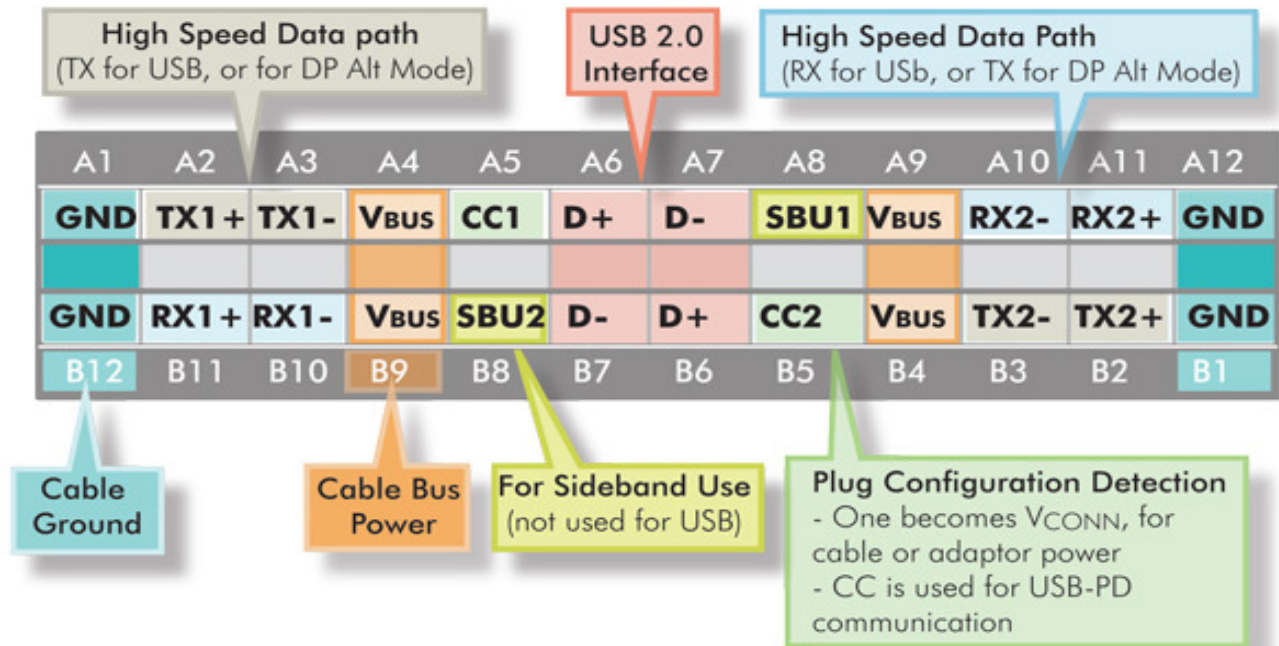 High Speed Data path
(TX for USB, or for DP Alt Mode)
USB 2.0
Interface
High Speed Data Path
(RX for USb, or TX for DP Alt Mode)
A1 A2 A3 A4 A5 A6 A7 A8 A9 A10 A11 A12
GND TX1+ TX1- VBUS CC1 D+ D- SBU1 VBUS RX2- RX2+ GND
GND RX1+ RX1- VBUS SBU2 D- D+ CC2 VBUS TX2- TX2+ GND
B12 B11 B10 B9 B8 B7 B6 B5 B4 B3 B2 B1
Cable
Ground
Cable Bus
Power
For Sideband Use
(not used for USB)
Plug Configuration Detection
- One becomes VCONN, for
cable or adaptor power
- CC is used for USB-PD
communication